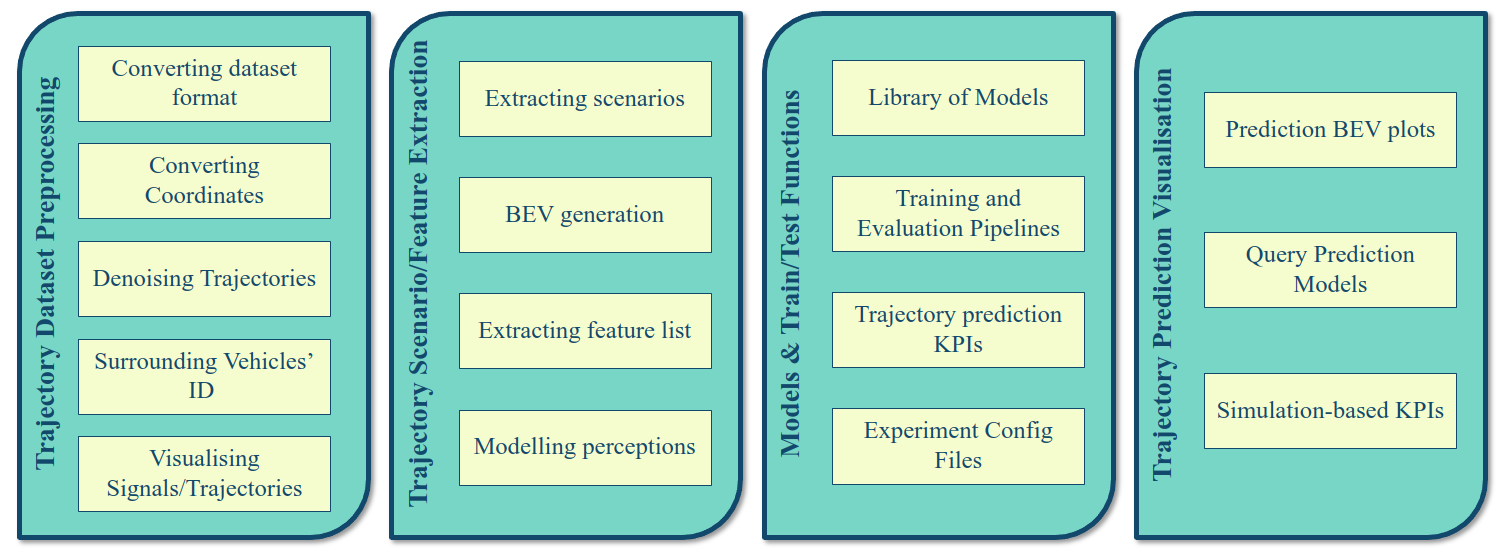 Trajectory Dataset Preprocessing
Converting dataset
format
Converting
Coordinates
Denoising Trajectories
Surrounding Vehicles’
ID
Visualising
Signals/Trajectories
Trajectory Scenario/Feature Extraction
Extracting scenarios
BEV generation
Extracting feature list
Modelling perceptions
Models & Train/Test Functions
Library of Models
Training and
Evaluation Pipelines
Trajectory prediction
KPIs
Experiment Config
Files
Trajectory Prediction Visualisation
Prediction BEV plots
Query Prediction
Models
Simulation-based KPIs